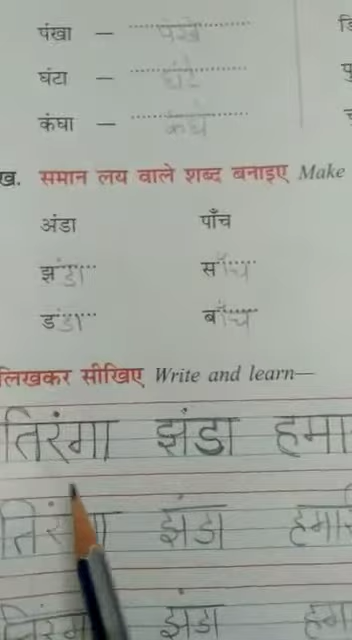 पंखा — पंखे
घंटा — घंटे
कंघा — कंघे
ख. समान लय वाले शब्द बनाइए Make
अंडा पाँच
झंडा साँच
डंडा बाँच
लिखकर सीखिए Write and learn—
तिरंगा झंडा हमा
तिरंगा झंडा हमा
तिरंगा झंडा हमा